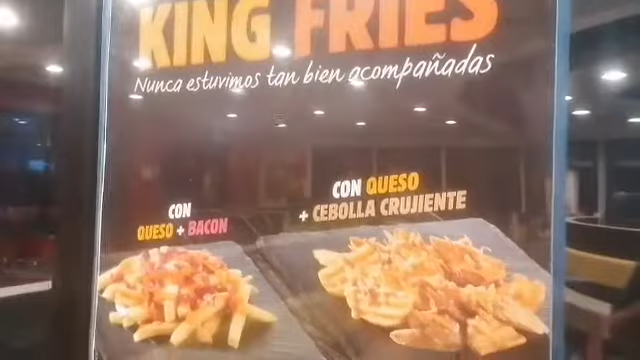 KING FRIES
Nunca estuvimos tan bien acompañadas
CON
QUESO + BACON
CON QUESO
+ CEBOLLA CRUJIENTE